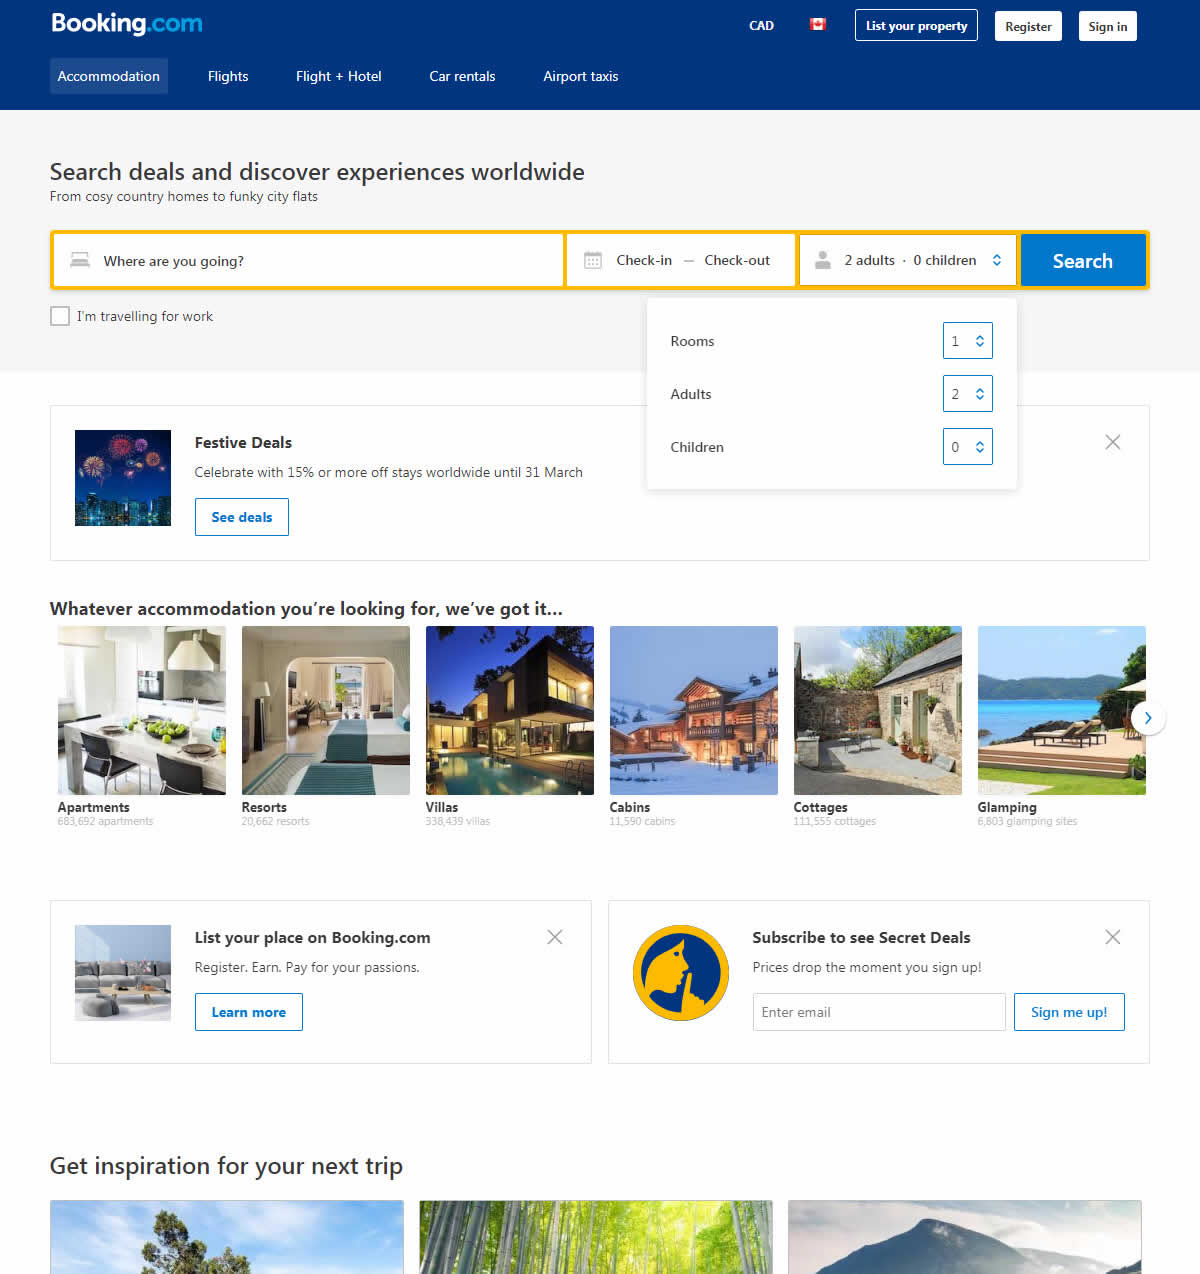 Booking.com
CAD
List your property
Register
Sign in
Accommodation
Flights
Flight + Hotel
Car rentals
Airport taxis
Search deals and discover experiences worldwide
From cosy country homes to funky city flats
Where are you going?
Check-in — Check-out
2 adults · 0 children
Search
I'm travelling for work
Rooms
1
Adults
2
Children
0
Festive Deals
Celebrate with 15% or more off stays worldwide until 31 March
See deals
Whatever accommodation you’re looking for, we’ve got it...
Apartments
683,692 apartments
Resorts
20,662 resorts
Villas
338,439 villas
Cabins
11,590 cabins
Cottages
111,555 cottages
Glamping
6,803 glamping sites
List your place on Booking.com
Register. Earn. Pay for your passions.
Learn more
Subscribe to see Secret Deals
Prices drop the moment you sign up!
Enter email
Sign me up!
Get inspiration for your next trip